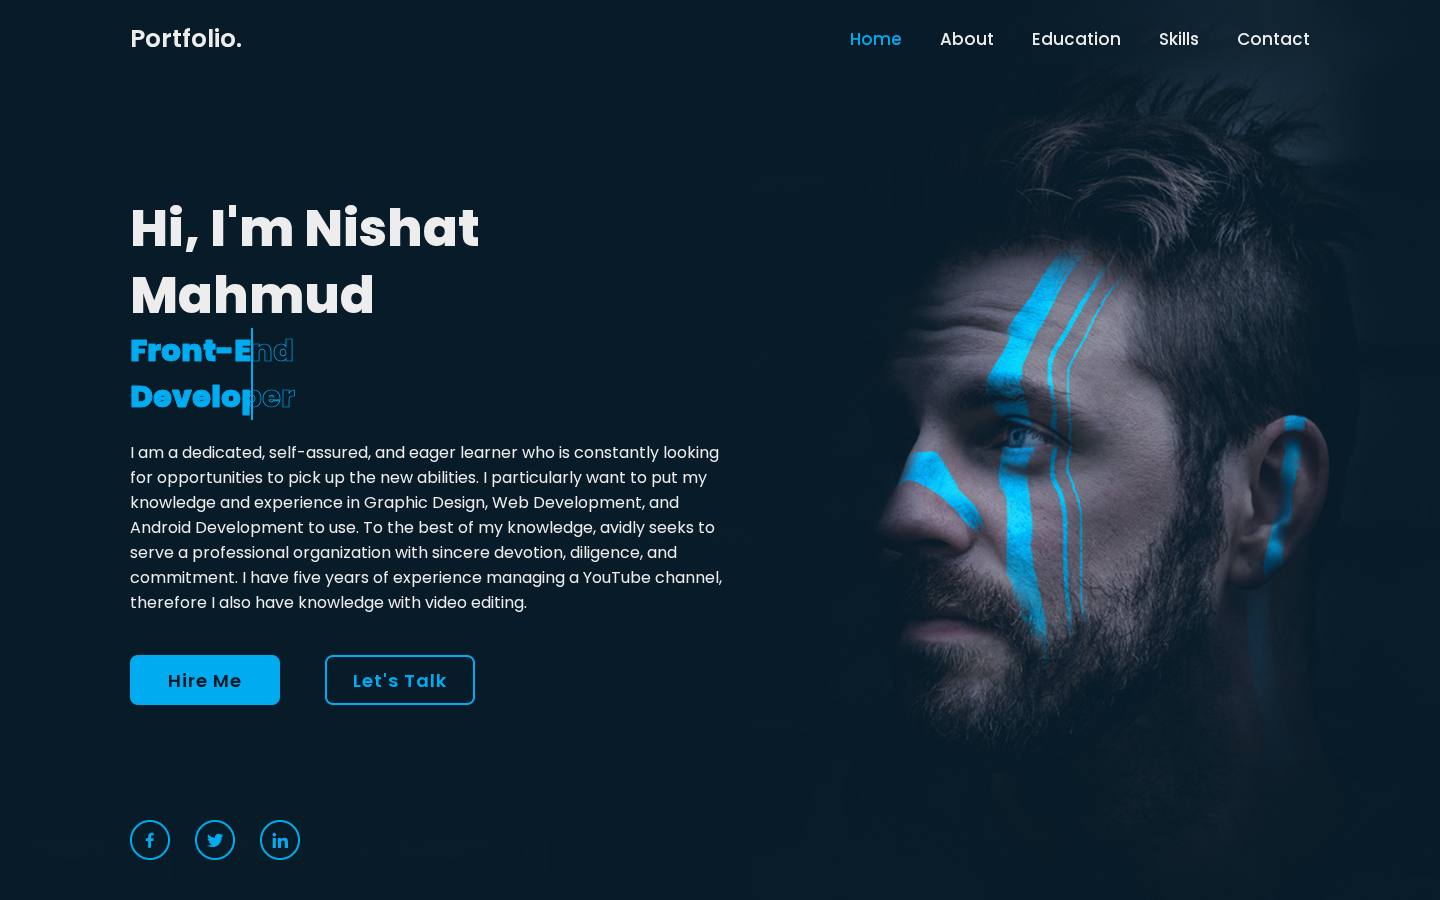 Portfolio.
Home About Education Skills Contact
Hi, I'm Nishat
Mahmud
Front-End
Developer
I am a dedicated, self-assured, and eager learner who is constantly looking
for opportunities to pick up the new abilities. I particularly want to put my
knowledge and experience in Graphic Design, Web Development, and
Android Development to use. To the best of my knowledge, avidly seeks to
serve a professional organization with sincere devotion, diligence, and
commitment. I have five years of experience managing a YouTube channel,
therefore I also have knowledge with video editing.
Hire Me Let's Talk